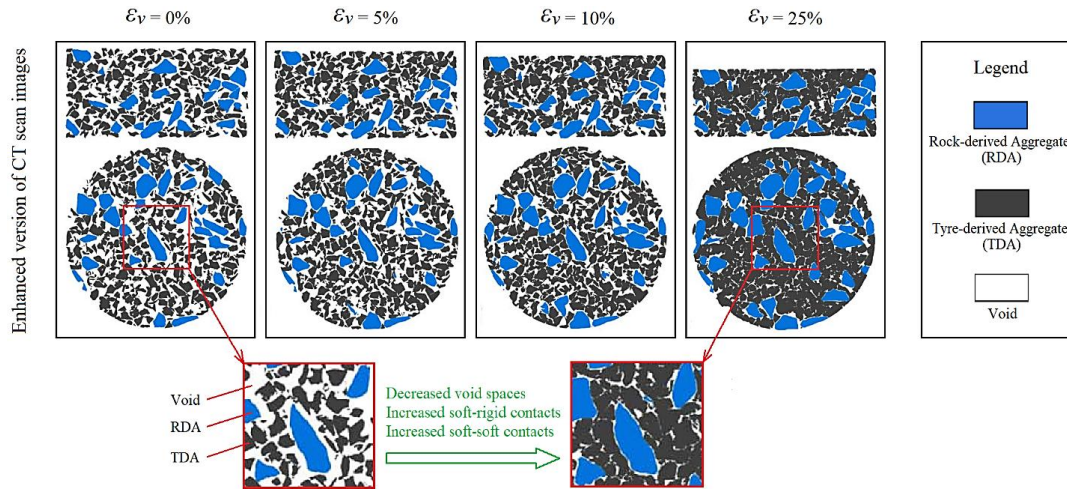 εv = 0%
εv = 5%
εv = 10%
εv = 25%
Enhanced version of CT scan images
Legend
Rock-derived Aggregate
(RDA)
Tyre-derived Aggregate
(TDA)
Void
Void
RDA
TDA
Decreased void spaces
Increased soft-rigid contacts
Increased soft-soft contacts